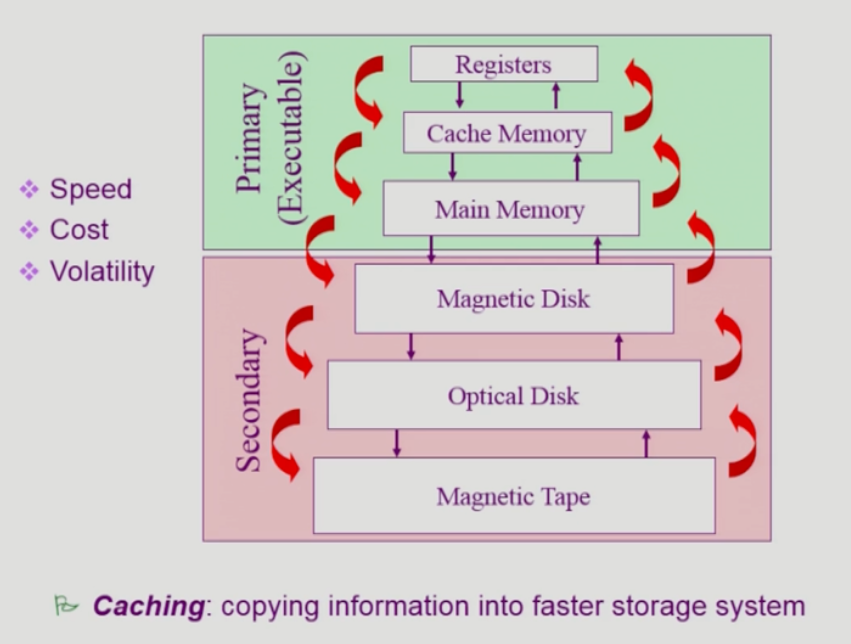 Primary
(Executable)
Registers
Cache Memory
Main Memory
Speed
Cost
Volatility
Secondary
Magnetic Disk
Optical Disk
Magnetic Tape
Caching: copying information into faster storage system